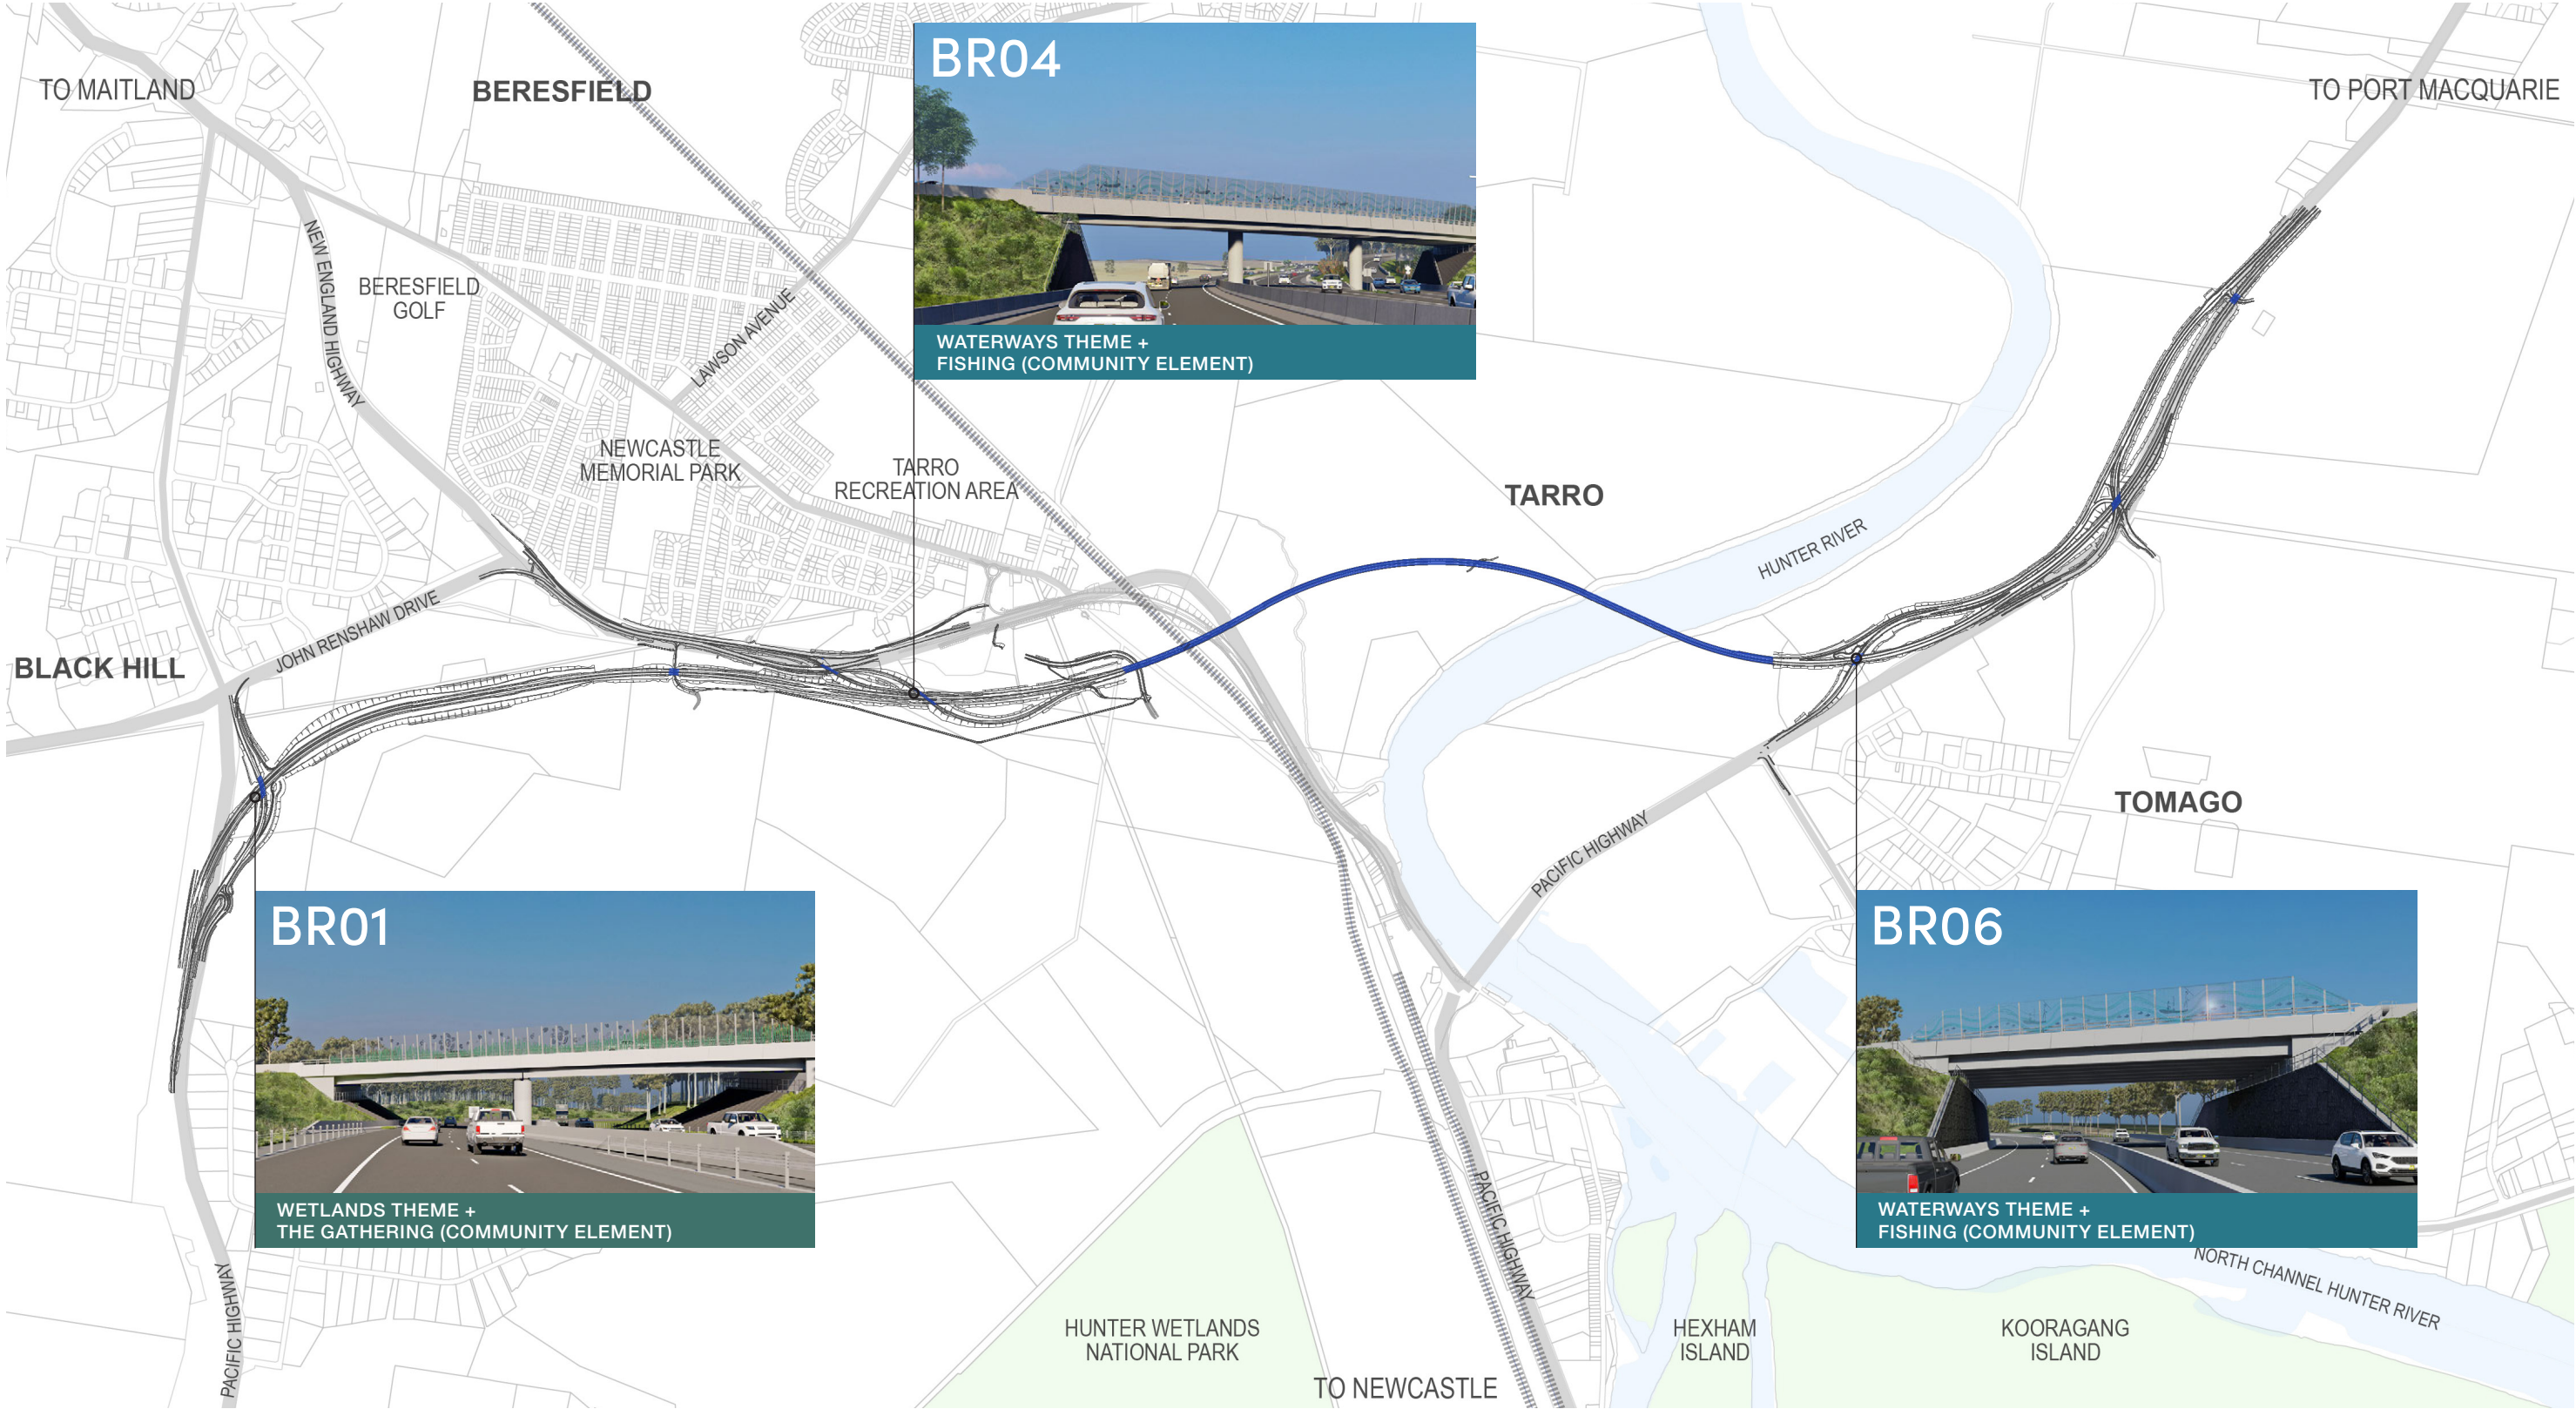 TO MAITLAND
BERESFIELD
BR04
TO PORT MACQUARIE
NEW ENGLAND HIGHWAY
BERESFIELD
GOLF
LAWSON AVENUE
WATERWAYS THEME +
FISHING (COMMUNITY ELEMENT)
NEWCASTLE
MEMORIAL PARK
TARRO
RECREATION AREA
TARRO
HUNTER RIVER
JOHN RENSHAW DRIVE
BLACK HILL
TOMAGO
PACIFIC HIGHWAY
BR01
WETLANDS THEME +
THE GATHERING (COMMUNITY ELEMENT)
BR06
WATERWAYS THEME +
FISHING (COMMUNITY ELEMENT)
PACIFIC HIGHWAY
PACIFIC HIGHWAY
NORTH CHANNEL HUNTER RIVER
HUNTER WETLANDS
NATIONAL PARK
HEXHAM
ISLAND
KOORAGANG
ISLAND
TO NEWCASTLE